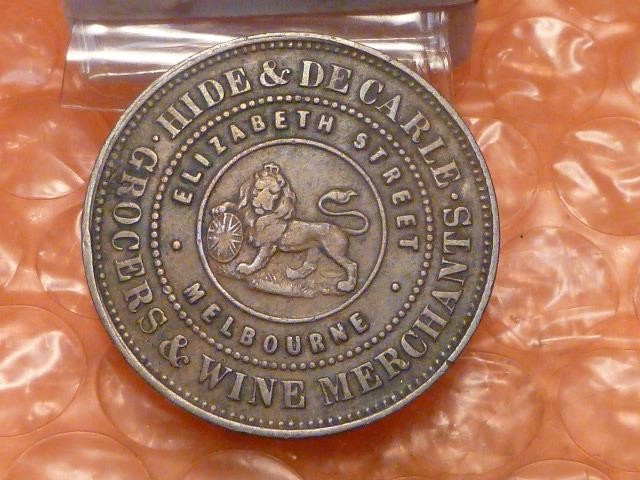 HIDE & DE CARLE
GROCERS & WINE MERCHANTS
ELIZABETH STREET
MELBOURNE